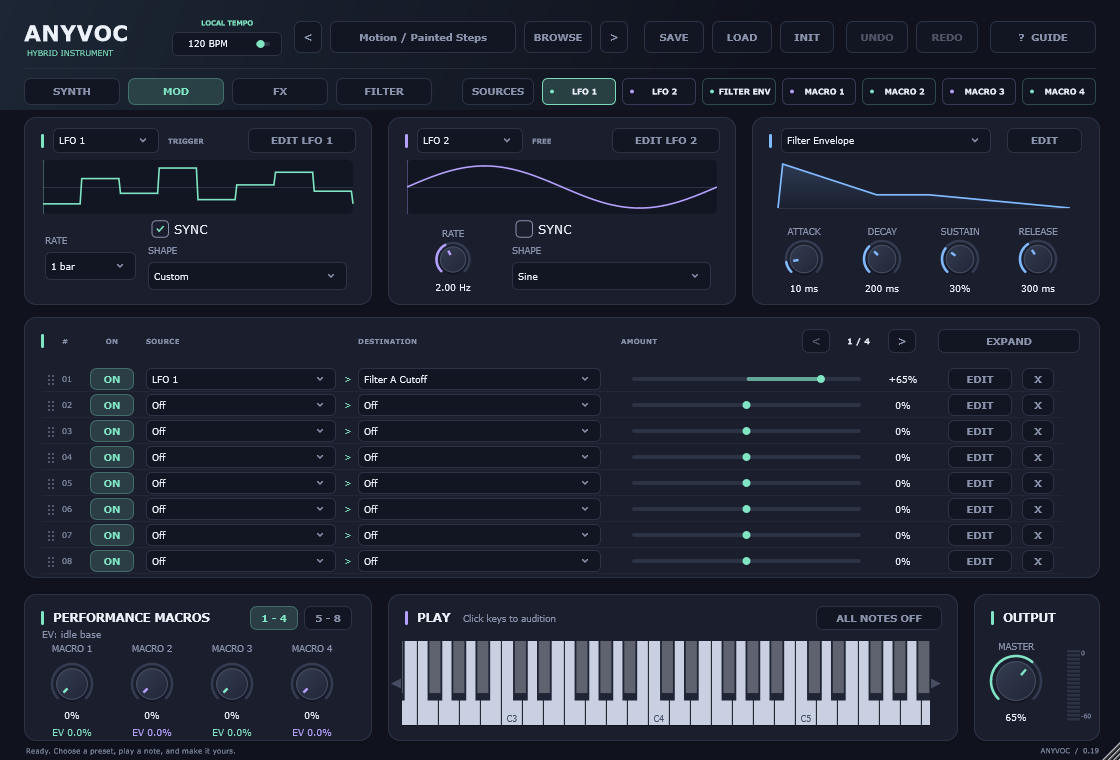 ANYVOC
HYBRID INSTRUMENT
LOCAL TEMPO
120 BPM
<
Motion / Painted Steps
BROWSE
>
SAVE
LOAD
INIT
UNDO
REDO
? GUIDE
SYNTH
MOD
FX
FILTER
SOURCES
LFO 1
LFO 2
FILTER ENV
MACRO 1
MACRO 2
MACRO 3
MACRO 4
LFO 1
TRIGGER
EDIT LFO 1
SYNC
RATE
SHAPE
1 bar
Custom
LFO 2
FREE
EDIT LFO 2
RATE
SYNC
SHAPE
2.00 Hz
Sine
Filter Envelope
EDIT
ATTACK
DECAY
SUSTAIN
RELEASE
10 ms
200 ms
30%
300 ms
# ON SOURCE DESTINATION AMOUNT < 1 / 4 > EXPAND
01 ON LFO 1 > Filter A Cutoff +65% EDIT X
02 ON Off > Off 0% EDIT X
03 ON Off > Off 0% EDIT X
04 ON Off > Off 0% EDIT X
05 ON Off > Off 0% EDIT X
06 ON Off > Off 0% EDIT X
07 ON Off > Off 0% EDIT X
08 ON Off > Off 0% EDIT X
PERFORMANCE MACROS
1 - 4
5 - 8
EV: idle base
MACRO 1
MACRO 2
MACRO 3
MACRO 4
0%
0%
0%
0%
EV 0.0%
EV 0.0%
EV 0.0%
EV 0.0%
PLAY
Click keys to audition
ALL NOTES OFF
C3
C4
C5
OUTPUT
MASTER
65%
0
-60
Ready. Choose a preset, play a note, and make it yours.
ANYVOC / 0.19